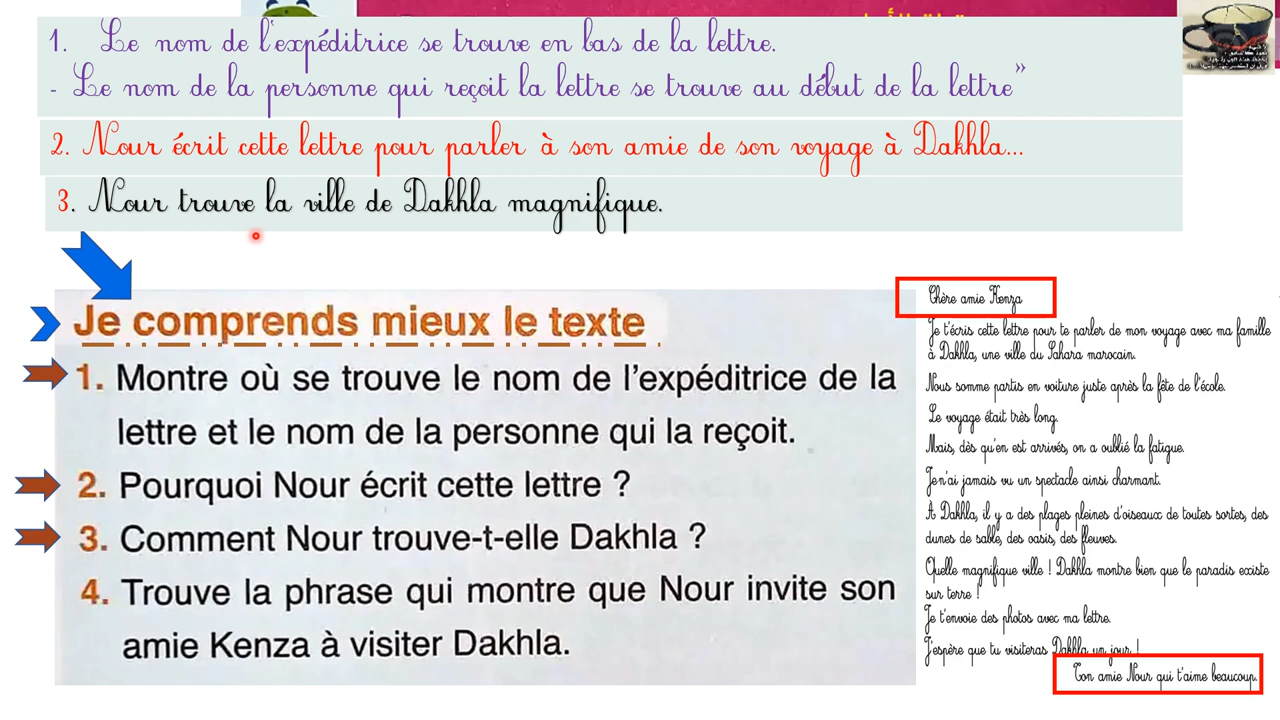 1. Le nom de l'expéditrice se trouve en bas de la lettre.
- Le nom de la personne qui reçoit la lettre se trouve au début de la lettre”
2. Nour écrit cette lettre pour parler à son amie de son voyage à Dakhla...
3. Nour trouve la ville de Dakhla magnifique.
Je comprends mieux le texte
1. Montre où se trouve le nom de l'expéditrice de la
lettre et le nom de la personne qui la reçoit.
2. Pourquoi Nour écrit cette lettre ?
3. Comment Nour trouve-t-elle Dakhla ?
4. Trouve la phrase qui montre que Nour invite son
amie Kenza à visiter Dakhla.
Chère amie Kenza
Je t'écris cette lettre pour te parler de mon voyage avec ma famille
à Dakhla, une ville du Sahara marocain.
Nous somme partis en voiture juste après la fête de l'école.
Le voyage était très long.
Mais, dès qu'en est arrivés, on a oublié la fatigue.
Je n'ai jamais vu un spectacle ainsi charmant.
À Dakhla, il y a des plages pleines d'oiseaux de toutes sortes, des
dunes de sable, des oasis, des fleuves.
Quelle magnifique ville ! Dakhla montre bien que le paradis existe
sur terre !
Je t'envoie des photos avec ma lettre.
J'espère que tu visiteras Dakhla un jour !
Ton amie Nour qui t'aime beaucoup.